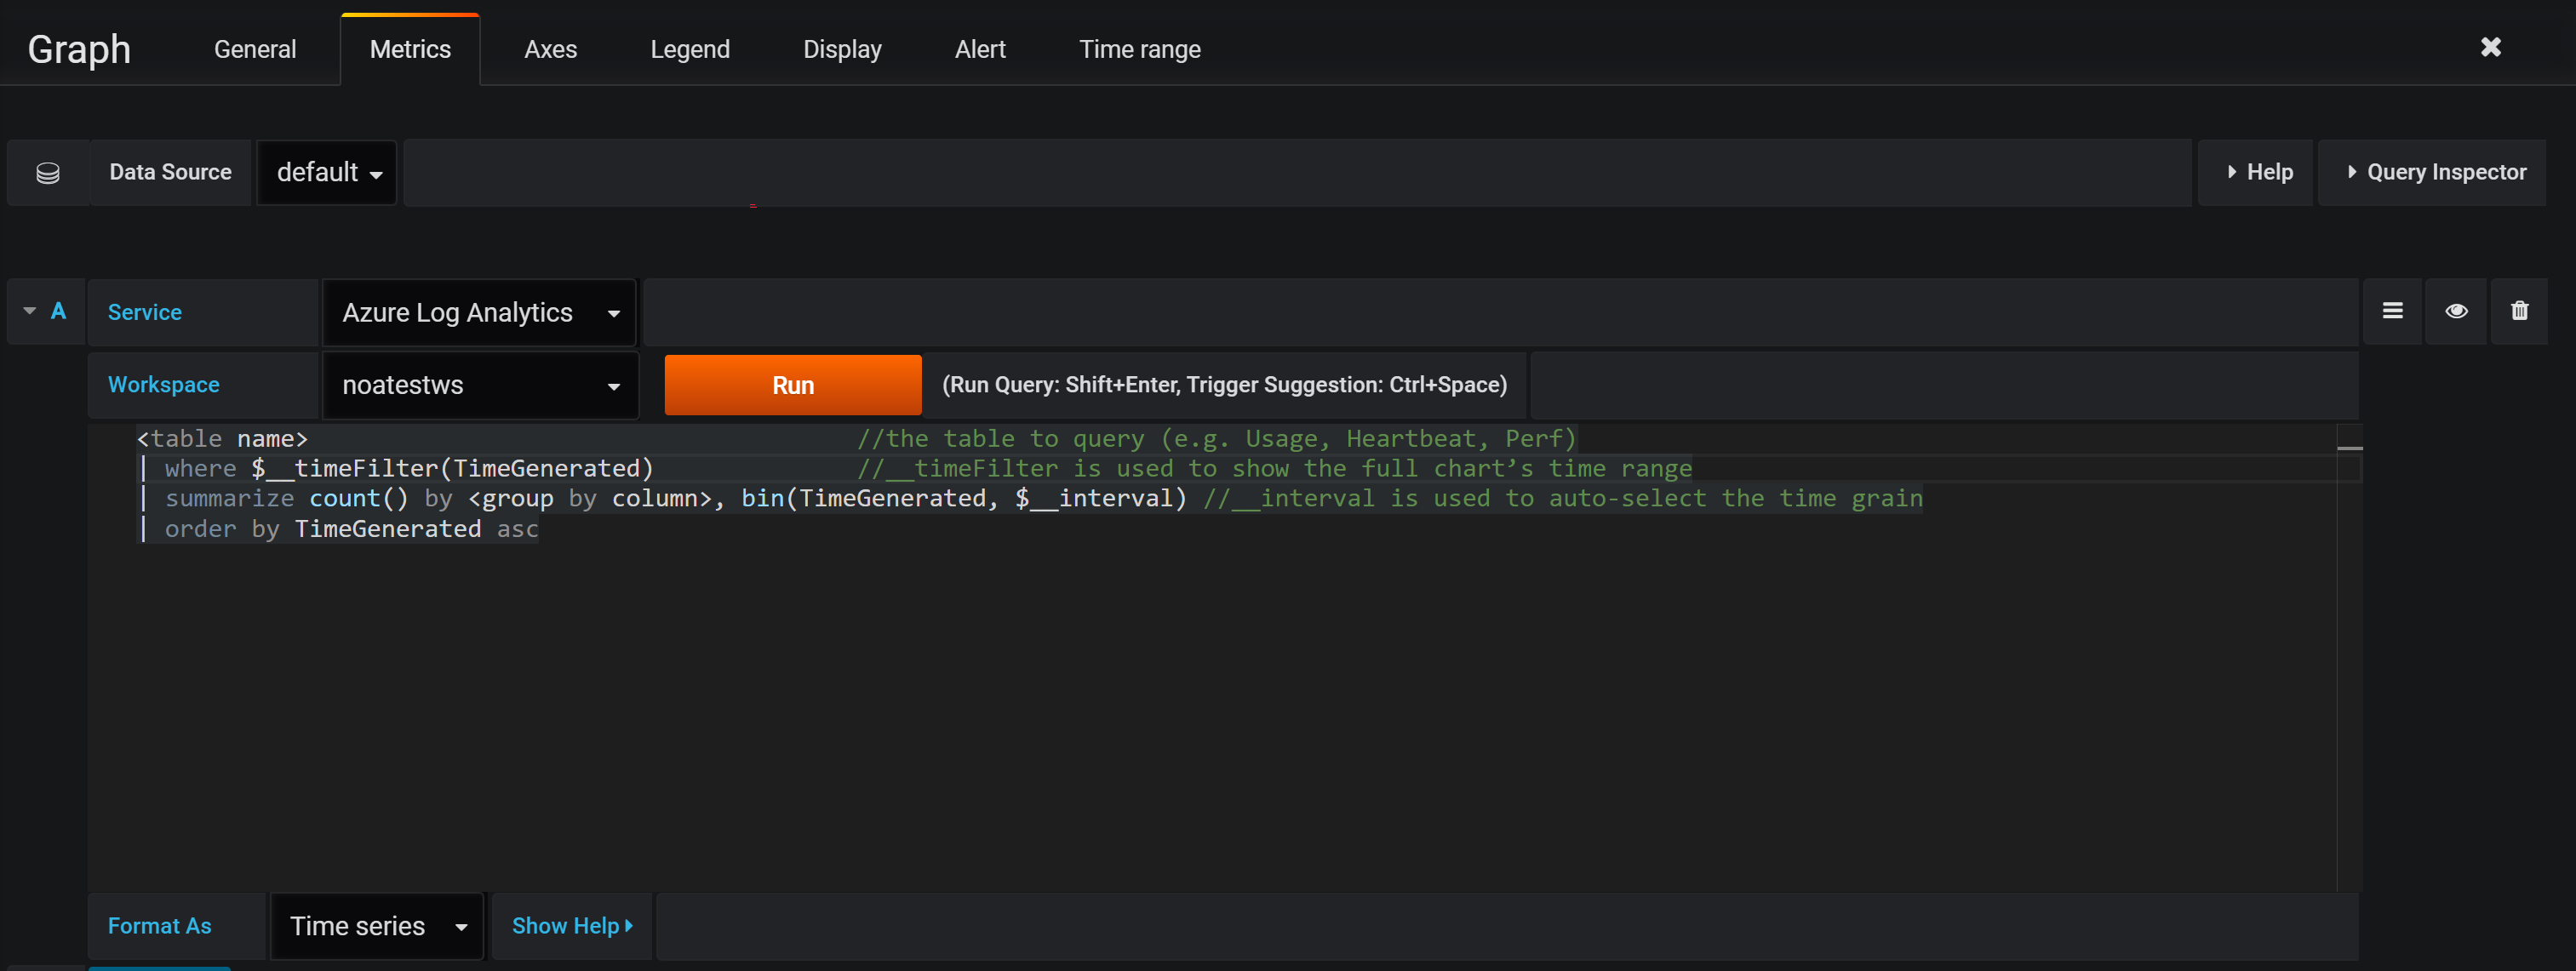 Graph General Metrics Axes Legend Display Alert Time range
Data Source default Help Query Inspector
A Service Azure Log Analytics
Workspace noatestws Run (Run Query: Shift+Enter, Trigger Suggestion: Ctrl+Space)
<table name> //the table to query (e.g. Usage, Heartbeat, Perf)
| where $__timeFilter(TimeGenerated) //__timeFilter is used to show the full chart’s time range
| summarize count() by <group by column>, bin(TimeGenerated, $__interval) //__interval is used to auto-select the time grain
| order by TimeGenerated asc
Format As Time series Show Help